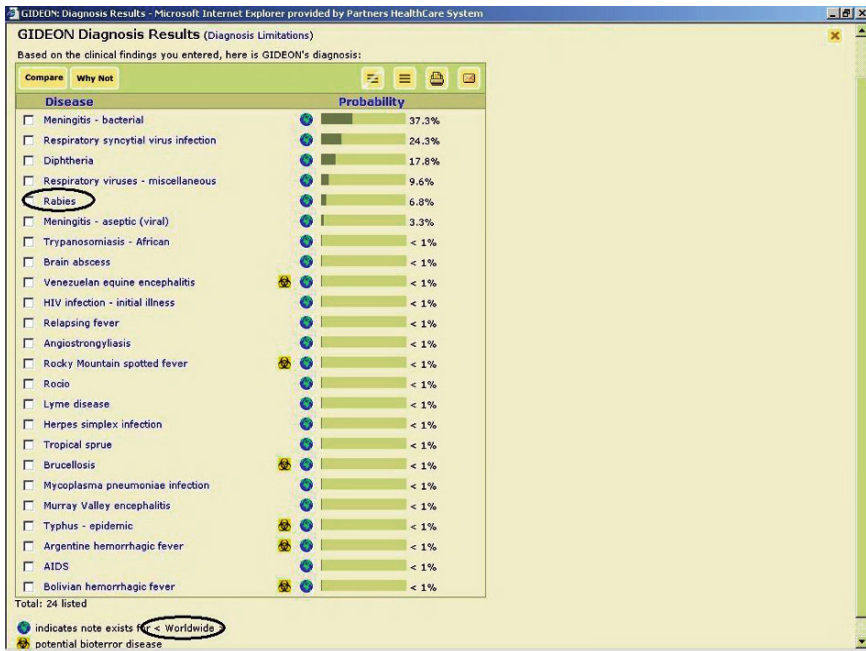 GIDEON: Diagnosis Results - Microsoft Internet Explorer provided by Partners HealthCare System
GIDEON Diagnosis Results (Diagnosis Limitations)
Based on the clinical findings you entered, here is GIDEON's diagnosis:
Compare Why Not
Disease Probability
Meningitis - bacterial 37.3%
Respiratory syncytial virus infection 24.3%
Diphtheria 17.8%
Respiratory viruses - miscellaneous 9.6%
Rabies 6.8%
Meningitis - aseptic (viral) 3.3%
Trypanosomiasis - African < 1%
Brain abscess < 1%
Venezuelan equine encephalitis < 1%
HIV infection - initial illness < 1%
Relapsing fever < 1%
Angiostrongyliasis < 1%
Rocky Mountain spotted fever < 1%
Rocio < 1%
Lyme disease < 1%
Herpes simplex infection < 1%
Tropical sprue < 1%
Brucellosis < 1%
Mycoplasma pneumoniae infection < 1%
Murray Valley encephalitis < 1%
Typhus - epidemic < 1%
Argentine hemorrhagic fever < 1%
AIDS < 1%
Bolivian hemorrhagic fever < 1%
Total: 24 listed
indicates note exists for < Worldwide >
potential bioterror disease